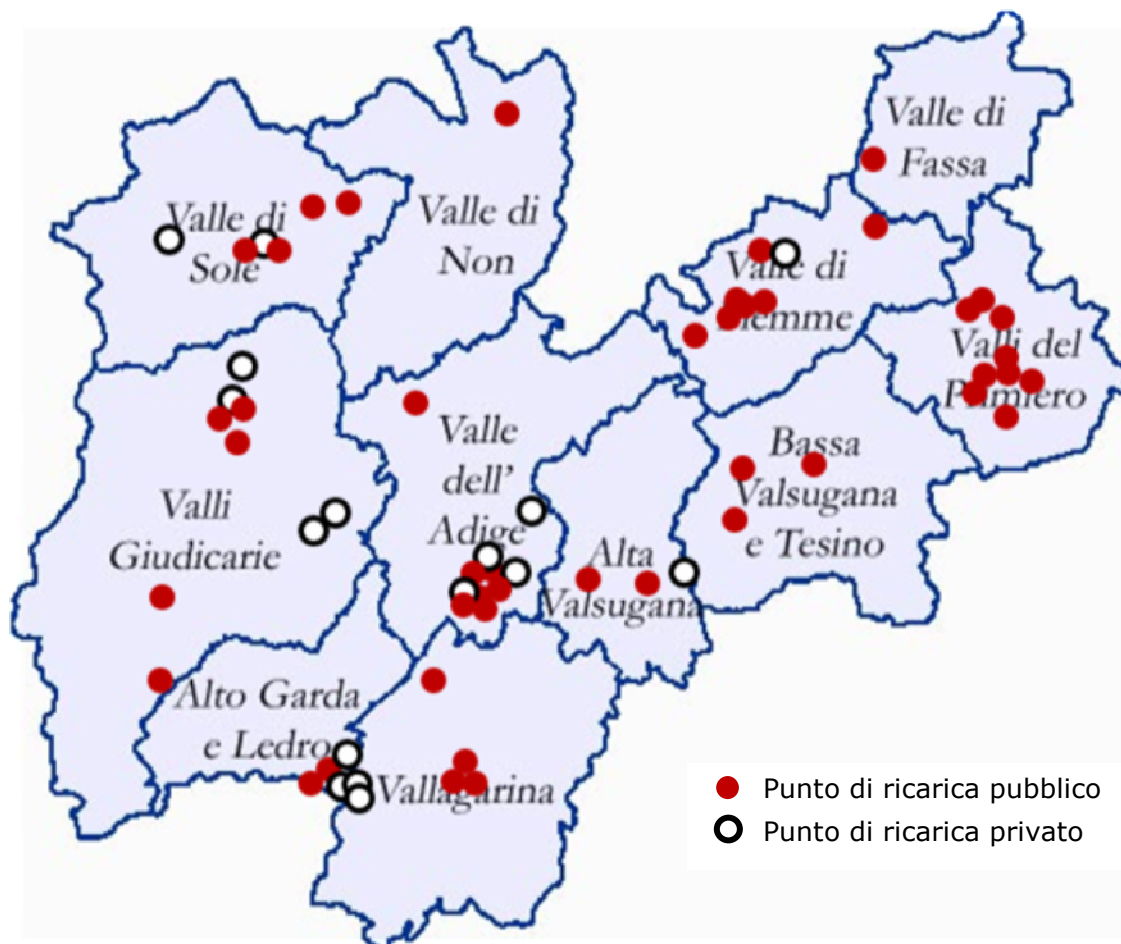 Valle di
Fassa
Valle di
Sole
Valle di
Non
Valle di
Fiemme
Valli del
Primiero
Valle
dell'
Adige
Bassa
Valsugana
e Tesino
Valli
Giudicarie
Alta
Valsugana
Alto Garda
e Ledro
Vallagarina
Punto di ricarica pubblico
Punto di ricarica privato